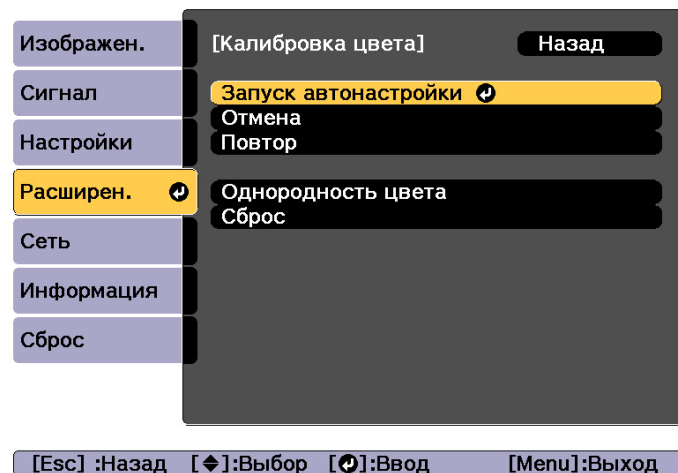 Изображен.
Сигнал
Настройки
Расширен.
Сеть
Информация
Сброс
[Калибровка цвета] Назад
Запуск автонастройки
Отмена
Повтор
Однородность цвета
Сброс
[Esc] :Назад [◆]:Выбор [↵]:Ввод [Menu]:Выход